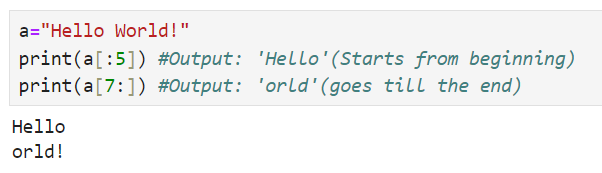 a="Hello World!"
print(a[:5]) #Output: 'Hello'(Starts from beginning)
print(a[7:]) #Output: 'orld'(goes till the end)
Hello
orld!